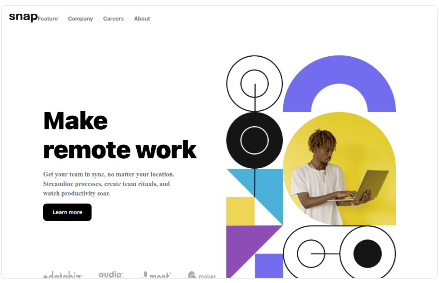 snap Feature Company Careers About
Make
remote work
Get your team in sync, no matter your location.
Streamline processes, create team rituals, and
watch productivity soar.
Learn more
databiz audiophile meet maker